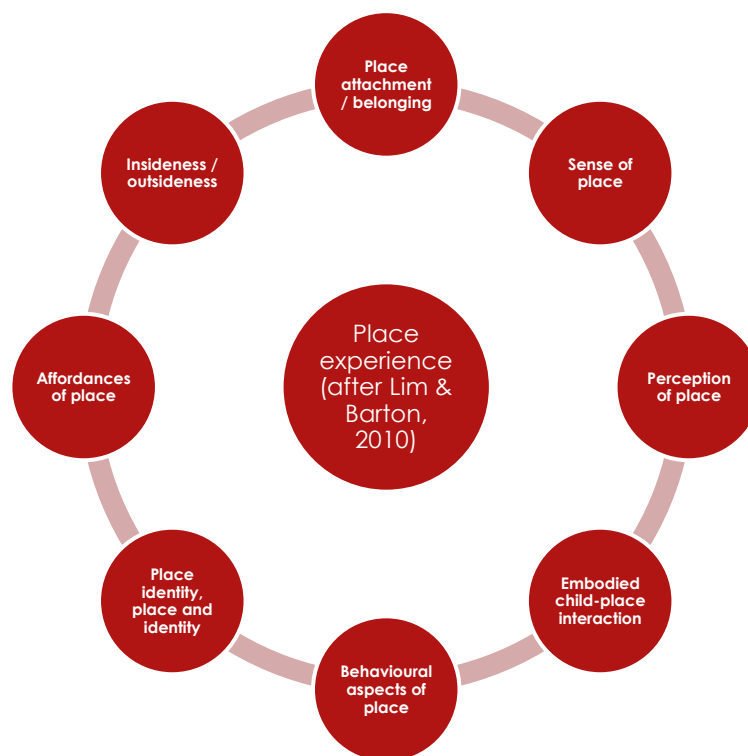 Place
attachment
/ belonging
Sense of
place
Perception
of place
Embodied
child-place
interaction
Behavioural
aspects of
place
Place
identity,
place and
identity
Affordances
of place
Insideness /
outsideness
Place
experience
(after Lim &
Barton,
2010)